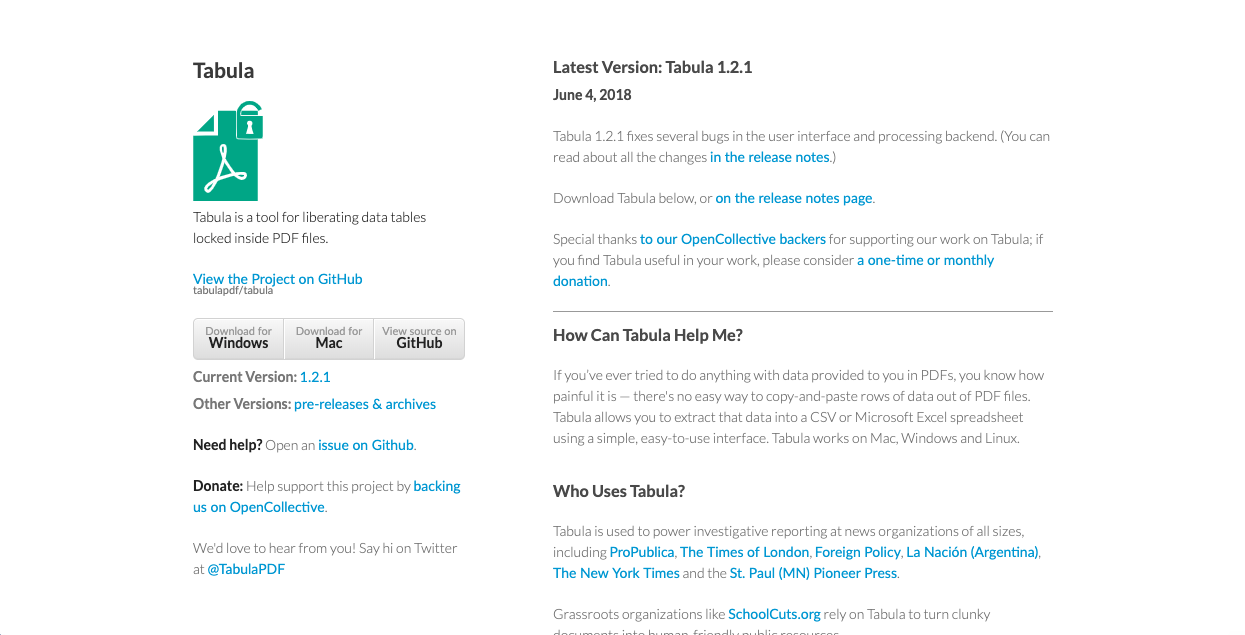 Tabula
Tabula is a tool for liberating data tables
locked inside PDF files.
View the Project on GitHub
tabulapdf/tabula
Download for
Windows
Download for
Mac
View source on
GitHub
Current Version: 1.2.1
Other Versions: pre-releases & archives
Need help? Open an issue on Github.
Donate: Help support this project by backing
us on OpenCollective.
We'd love to hear from you! Say hi on Twitter
at @TabulaPDF
Latest Version: Tabula 1.2.1
June 4, 2018
Tabula 1.2.1 fixes several bugs in the user interface and processing backend. (You can
read about all the changes in the release notes.)
Download Tabula below, or on the release notes page.
Special thanks to our OpenCollective backers for supporting our work on Tabula; if
you find Tabula useful in your work, please consider a one-time or monthly
donation.
How Can Tabula Help Me?
If you’ve ever tried to do anything with data provided to you in PDFs, you know how
painful it is — there's no easy way to copy-and-paste rows of data out of PDF files.
Tabula allows you to extract that data into a CSV or Microsoft Excel spreadsheet
using a simple, easy-to-use interface. Tabula works on Mac, Windows and Linux.
Who Uses Tabula?
Tabula is used to power investigative reporting at news organizations of all sizes,
including ProPublica, The Times of London, Foreign Policy, La Nación (Argentina),
The New York Times and the St. Paul (MN) Pioneer Press.
Grassroots organizations like SchoolCuts.org rely on Tabula to turn clunky
documents into human-friendly public resources.